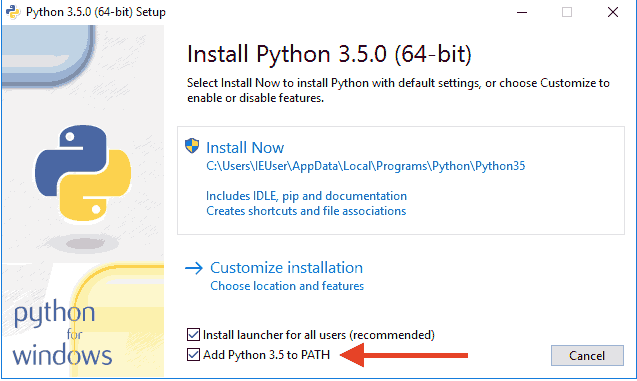 Python 3.5.0 (64-bit) Setup
Install Python 3.5.0 (64-bit)
Select Install Now to install Python with default settings, or choose Customize to
enable or disable features.
Install Now
C:\Users\IEUser\AppData\Local\Programs\Python\Python35
Includes IDLE, pip and documentation
Creates shortcuts and file associations
Customize installation
Choose location and features
Install launcher for all users (recommended)
Add Python 3.5 to PATH
Cancel
python
for
windows